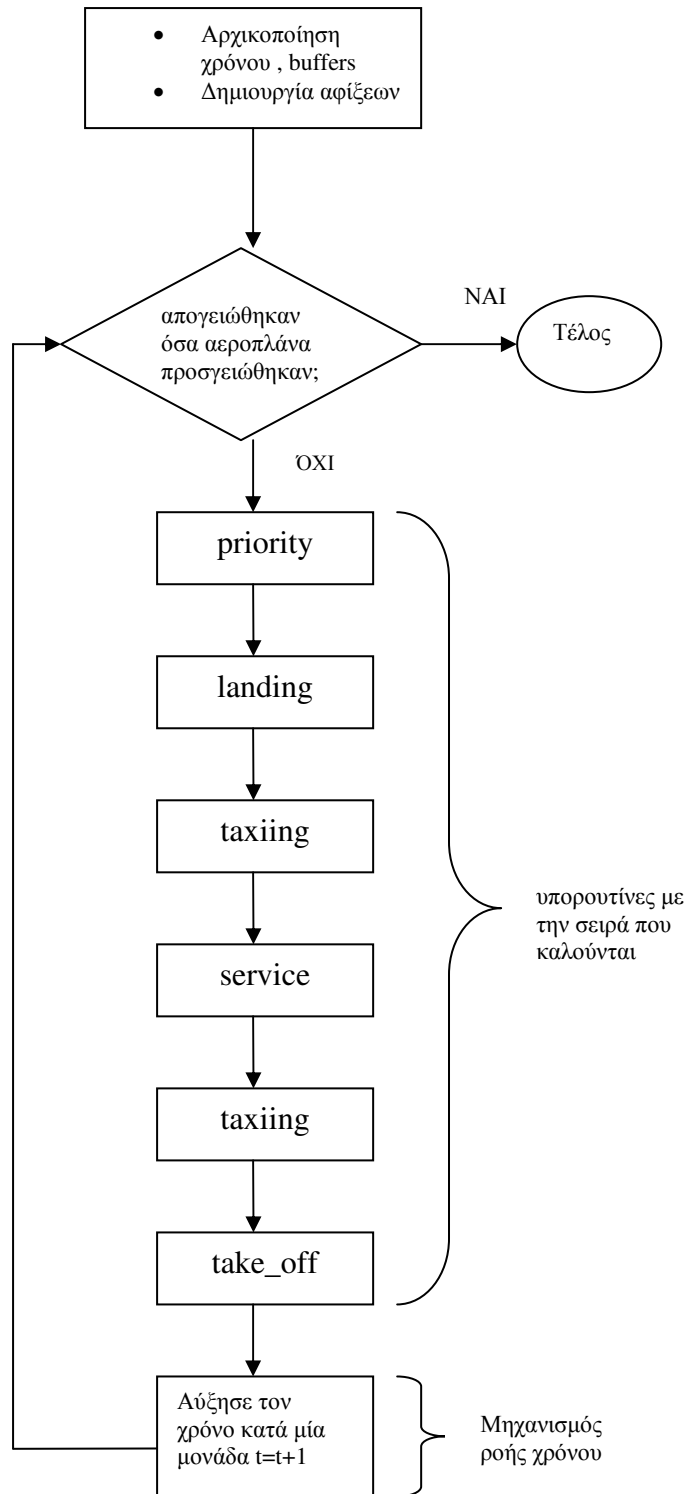 • Αρχικοποίηση
χρόνου , buffers
• Δημιουργία αφίξεων
απογειώθηκαν
όσα αεροπλάνα
προσγειώθηκαν;
ΝΑΙ
Τέλος
ΌΧΙ
priority
landing
taxiing
service
taxiing
take_off
υπορουτίνες με
την σειρά που
καλούνται
Αύξησε τον
χρόνο κατά μία
μονάδα t=t+1
Μηχανισμός
ροής χρόνου